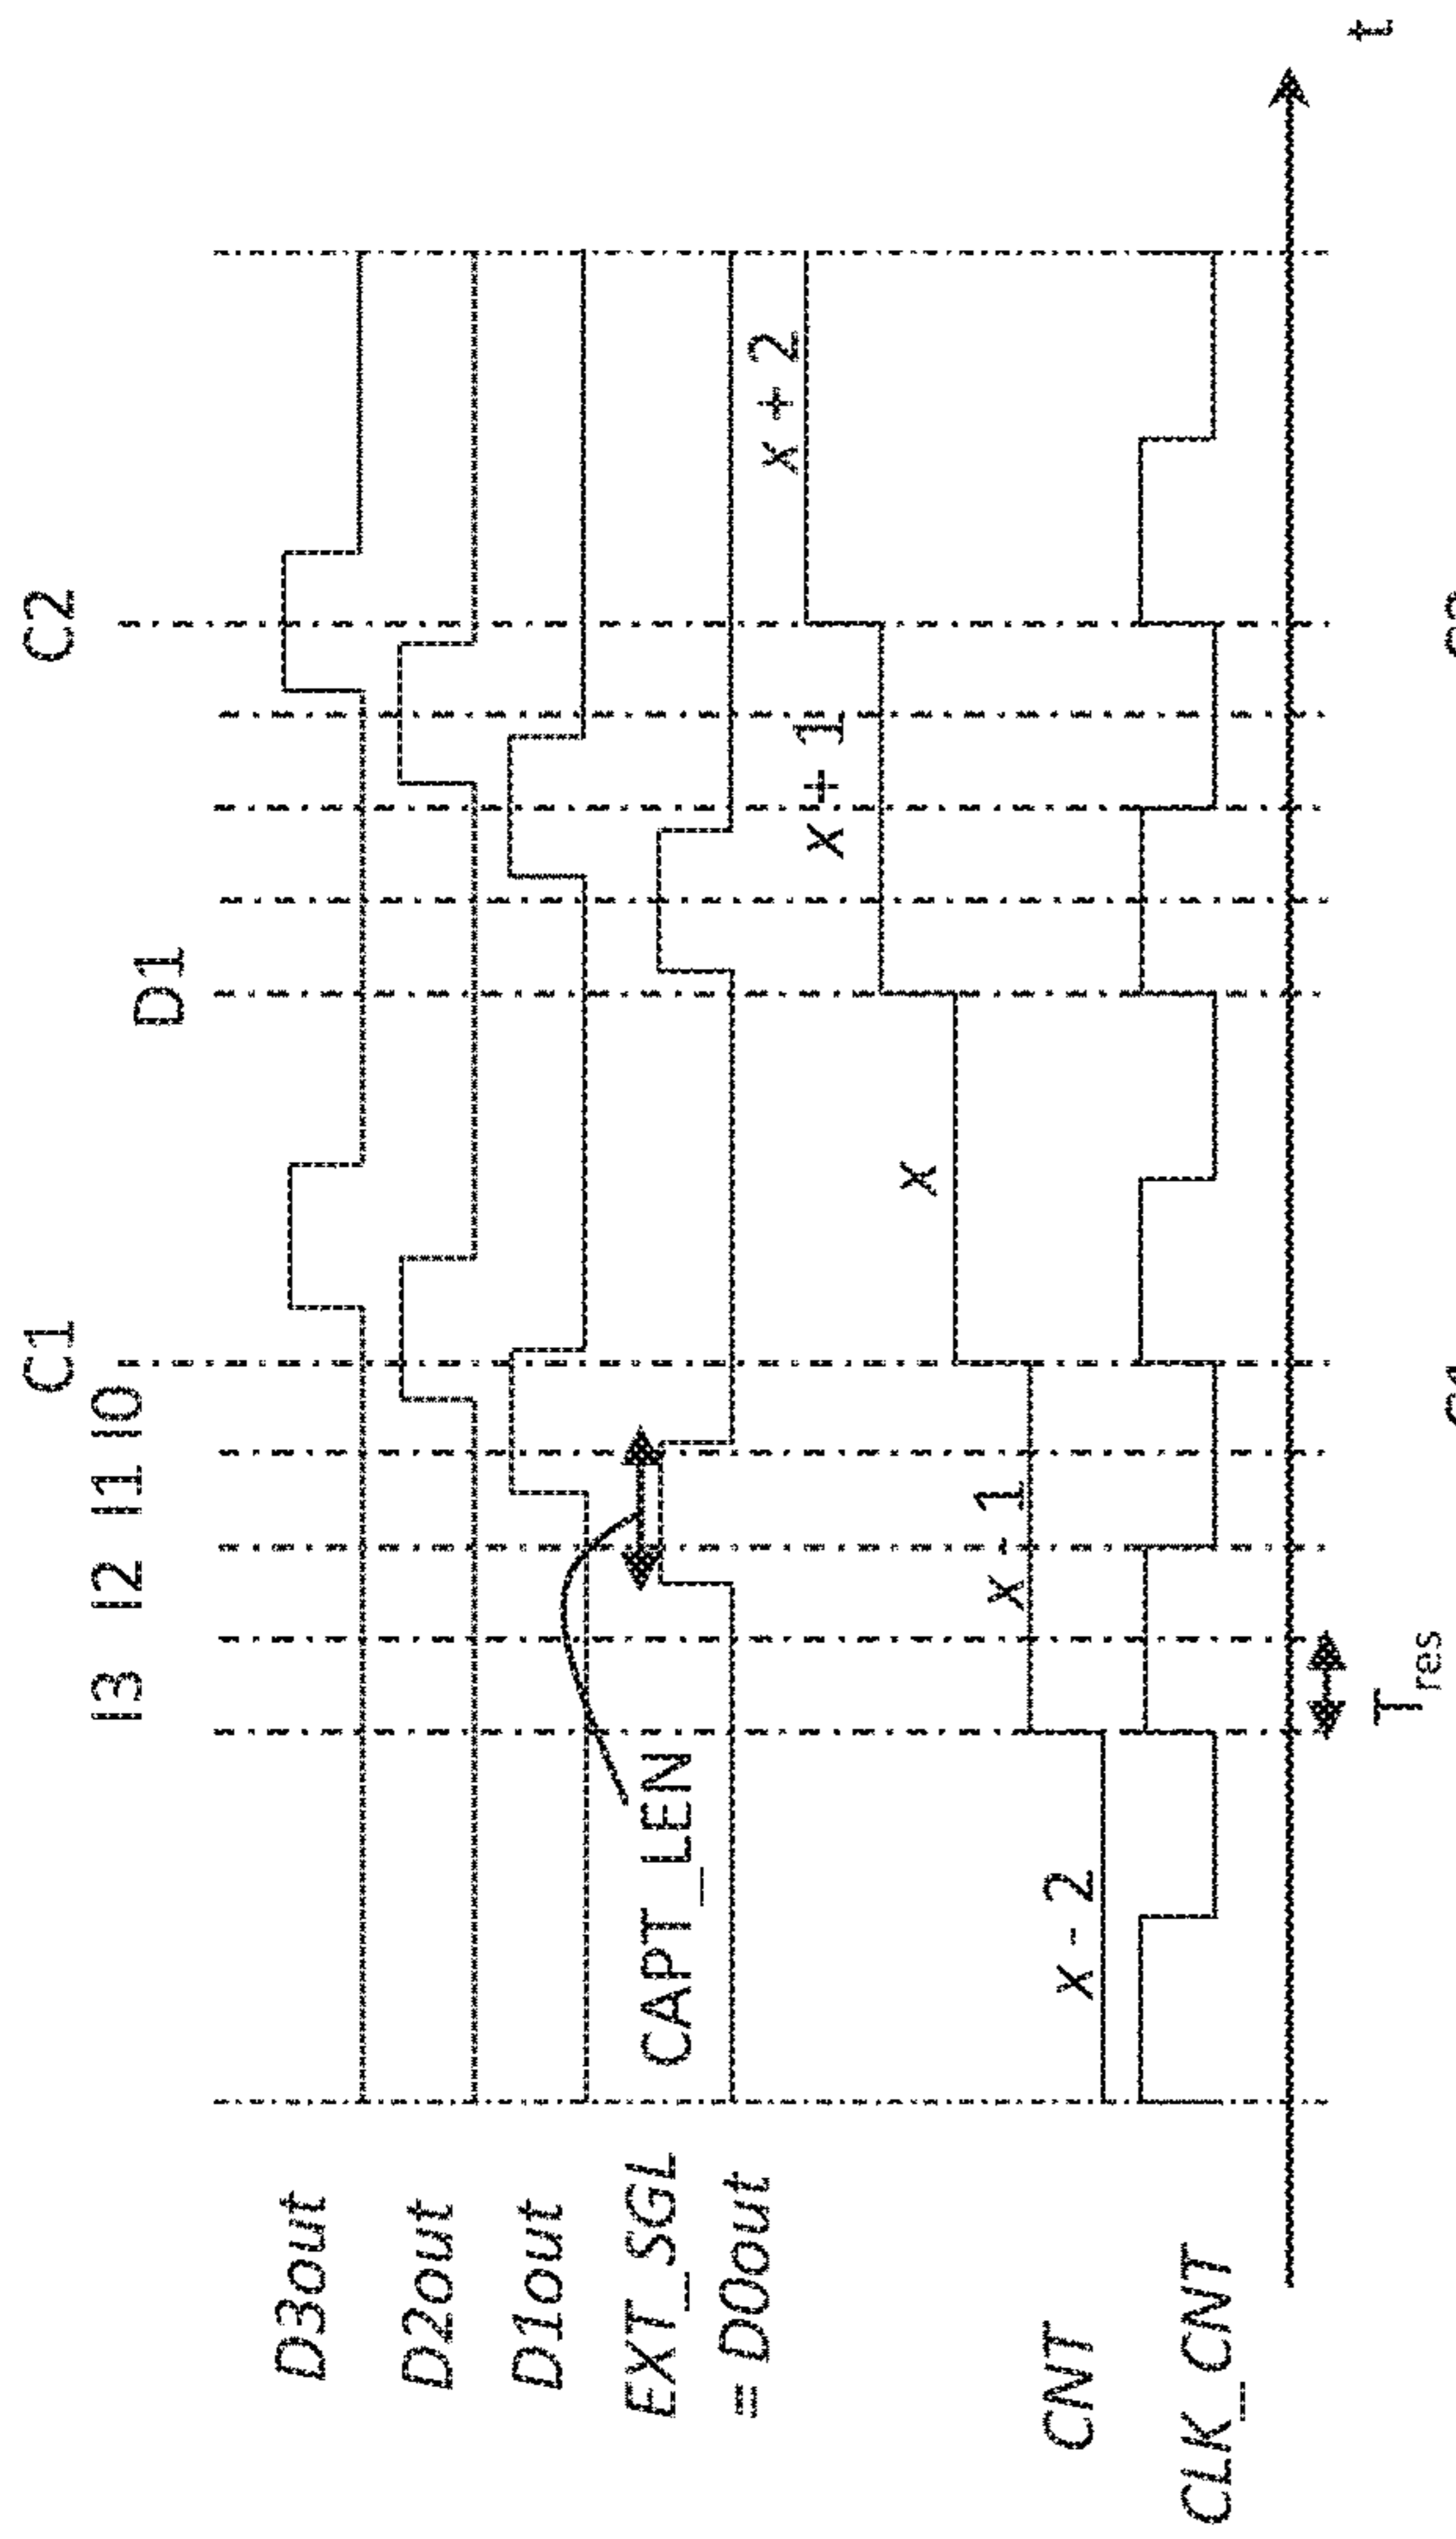 C1
C2
I3
I2
I1
I0
D1
D3out
D2out
D1out
EXT_SGL
= D0out
CAPT_LEN
CNT
x - 2
x - 1
x
x + 1
x + 2
CLK_CNT
Tres
t